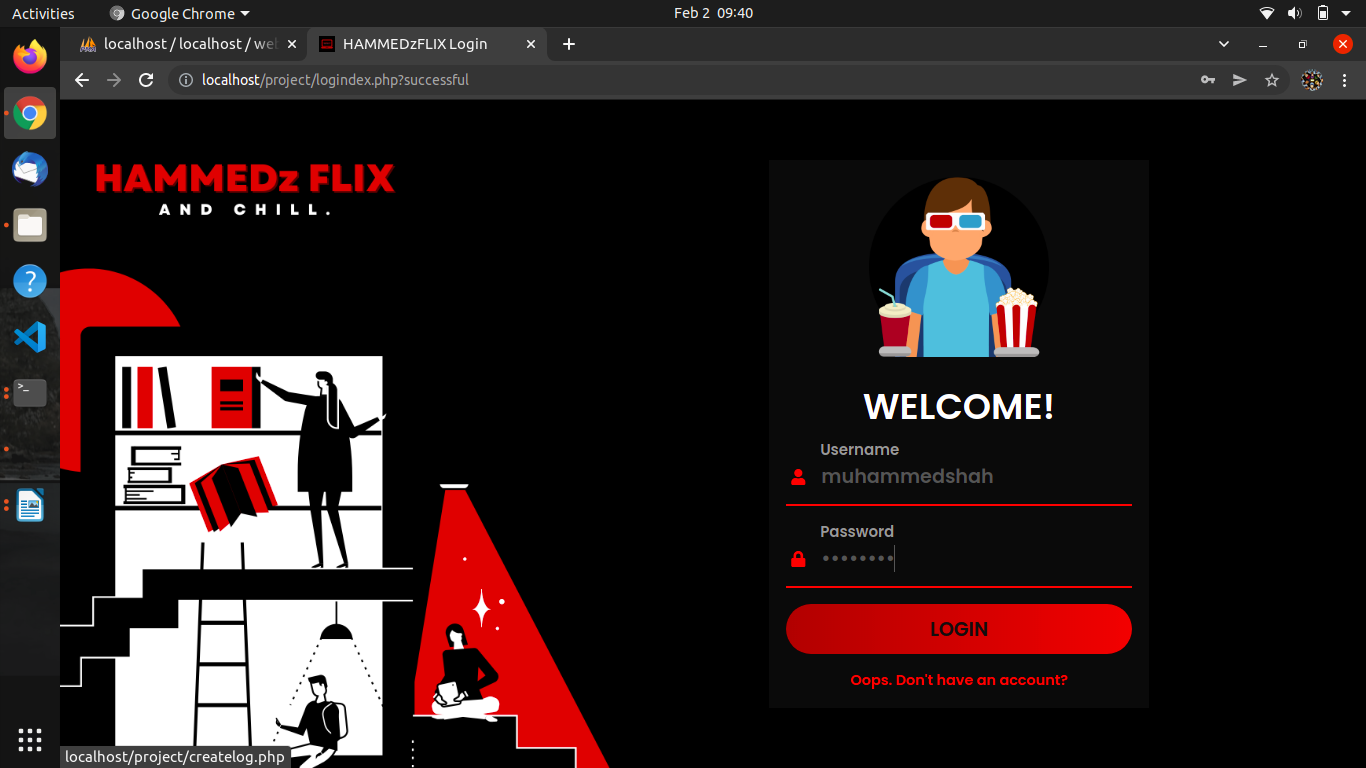 Activities
Google Chrome
Feb 2 09:40
localhost / localhost / we
HAMMEDzFLIX Login
localhost/project/logindex.php?successful
HAMMEDz FLIX
AND CHILL.
WELCOME!
Username
muhammedshah
Password
••••••••
LOGIN
Oops. Don't have an account?
localhost/project/createlog.php